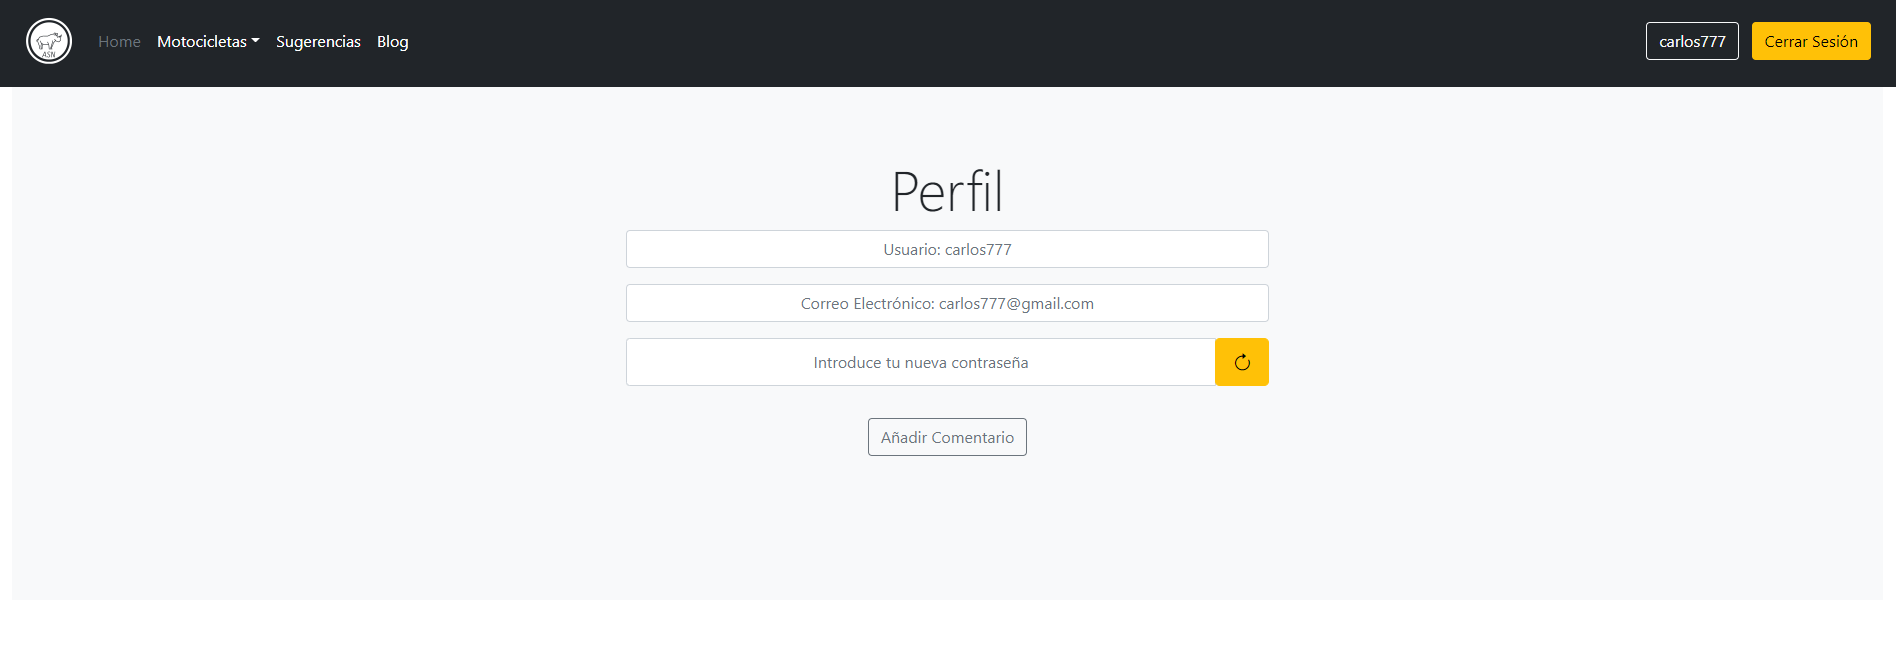 ASN
Home Motocicletas Sugerencias Blog carlos777 Cerrar Sesión
Perfil
Usuario: carlos777
Correo Electrónico: carlos777@gmail.com
Introduce tu nueva contraseña
Añadir Comentario